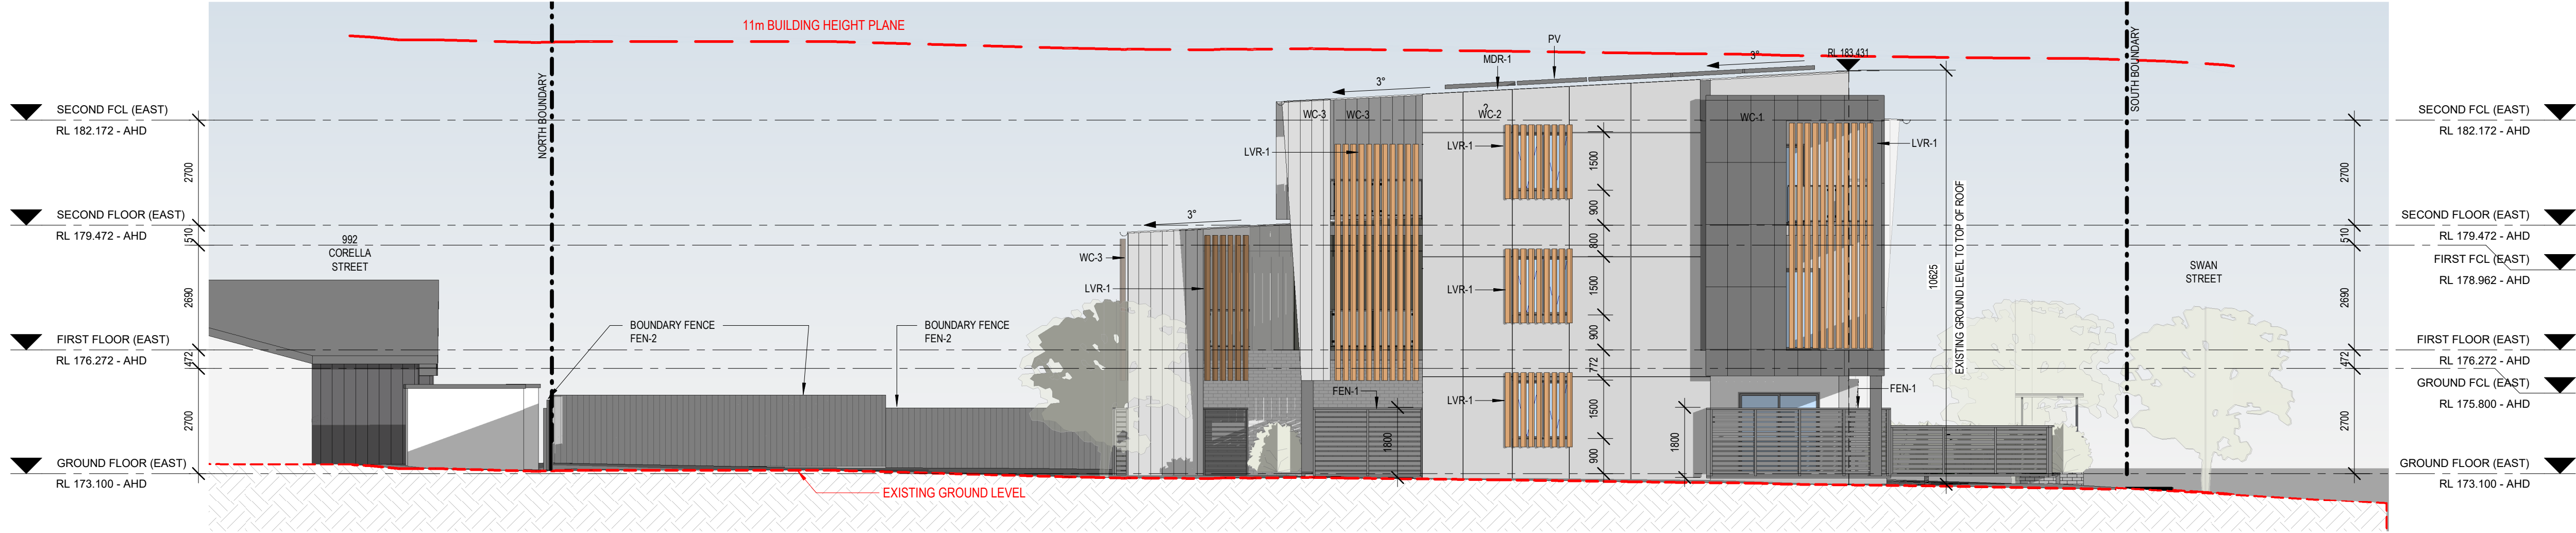 11m BUILDING HEIGHT PLANE
NORTH BOUNDARY
SOUTH BOUNDARY
SECOND FCL (EAST)
RL 182.172 - AHD
2700
SECOND FLOOR (EAST)
RL 179.472 - AHD
510
2690
FIRST FLOOR (EAST)
RL 176.272 - AHD
472
2700
GROUND FLOOR (EAST)
RL 173.100 - AHD
992
CORELLA
STREET
BOUNDARY FENCE
FEN-2
BOUNDARY FENCE
FEN-2
EXISTING GROUND LEVEL
3°
WC-3
LVR-1
3°
MDR-1
PV
3°
RL 183.431
WC-3
WC-3
?
WC-2
WC-1
LVR-1
LVR-1
LVR-1
LVR-1
LVR-1
FEN-1
1800
1500
900
800
1500
900
772
1500
900
1800
FEN-1
10625
EXISTING GROUND LEVEL TO TOP OF ROOF
SWAN
STREET
2700
510
2690
472
2700
SECOND FCL (EAST)
RL 182.172 - AHD
SECOND FLOOR (EAST)
RL 179.472 - AHD
FIRST FCL (EAST)
RL 178.962 - AHD
FIRST FLOOR (EAST)
RL 176.272 - AHD
GROUND FCL (EAST)
RL 175.800 - AHD
GROUND FLOOR (EAST)
RL 173.100 - AHD